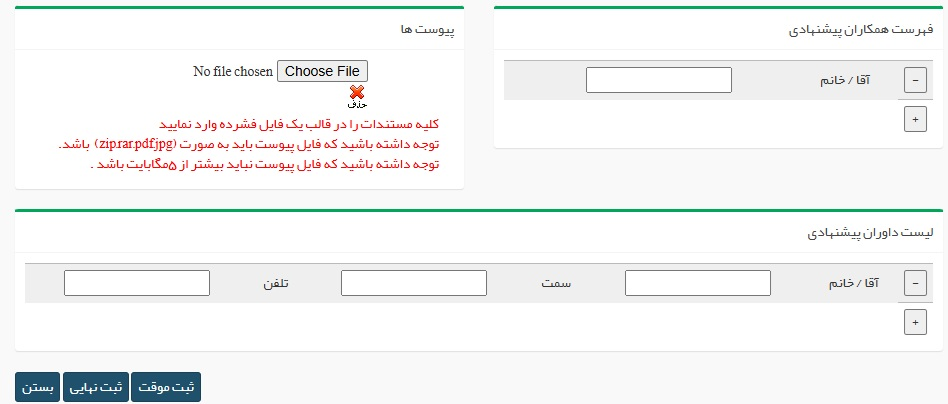 فهرست همکاران پیشنهادی
- آقا / خانم
+
پیوست ها
Choose File No file chosen
حذف
کلیه مستندات را در قالب یک فایل فشرده وارد نمایید
توجه داشته باشید که فایل پیوست باید به صورت (zip.rar.pdf.jpg) باشد.
توجه داشته باشید که فایل پیوست نباید بیشتر از ۵مگابایت باشد .
لیست داوران پیشنهادی
- آقا / خانم سمت تلفن
+
ثبت موقت ثبت نهایی بستن